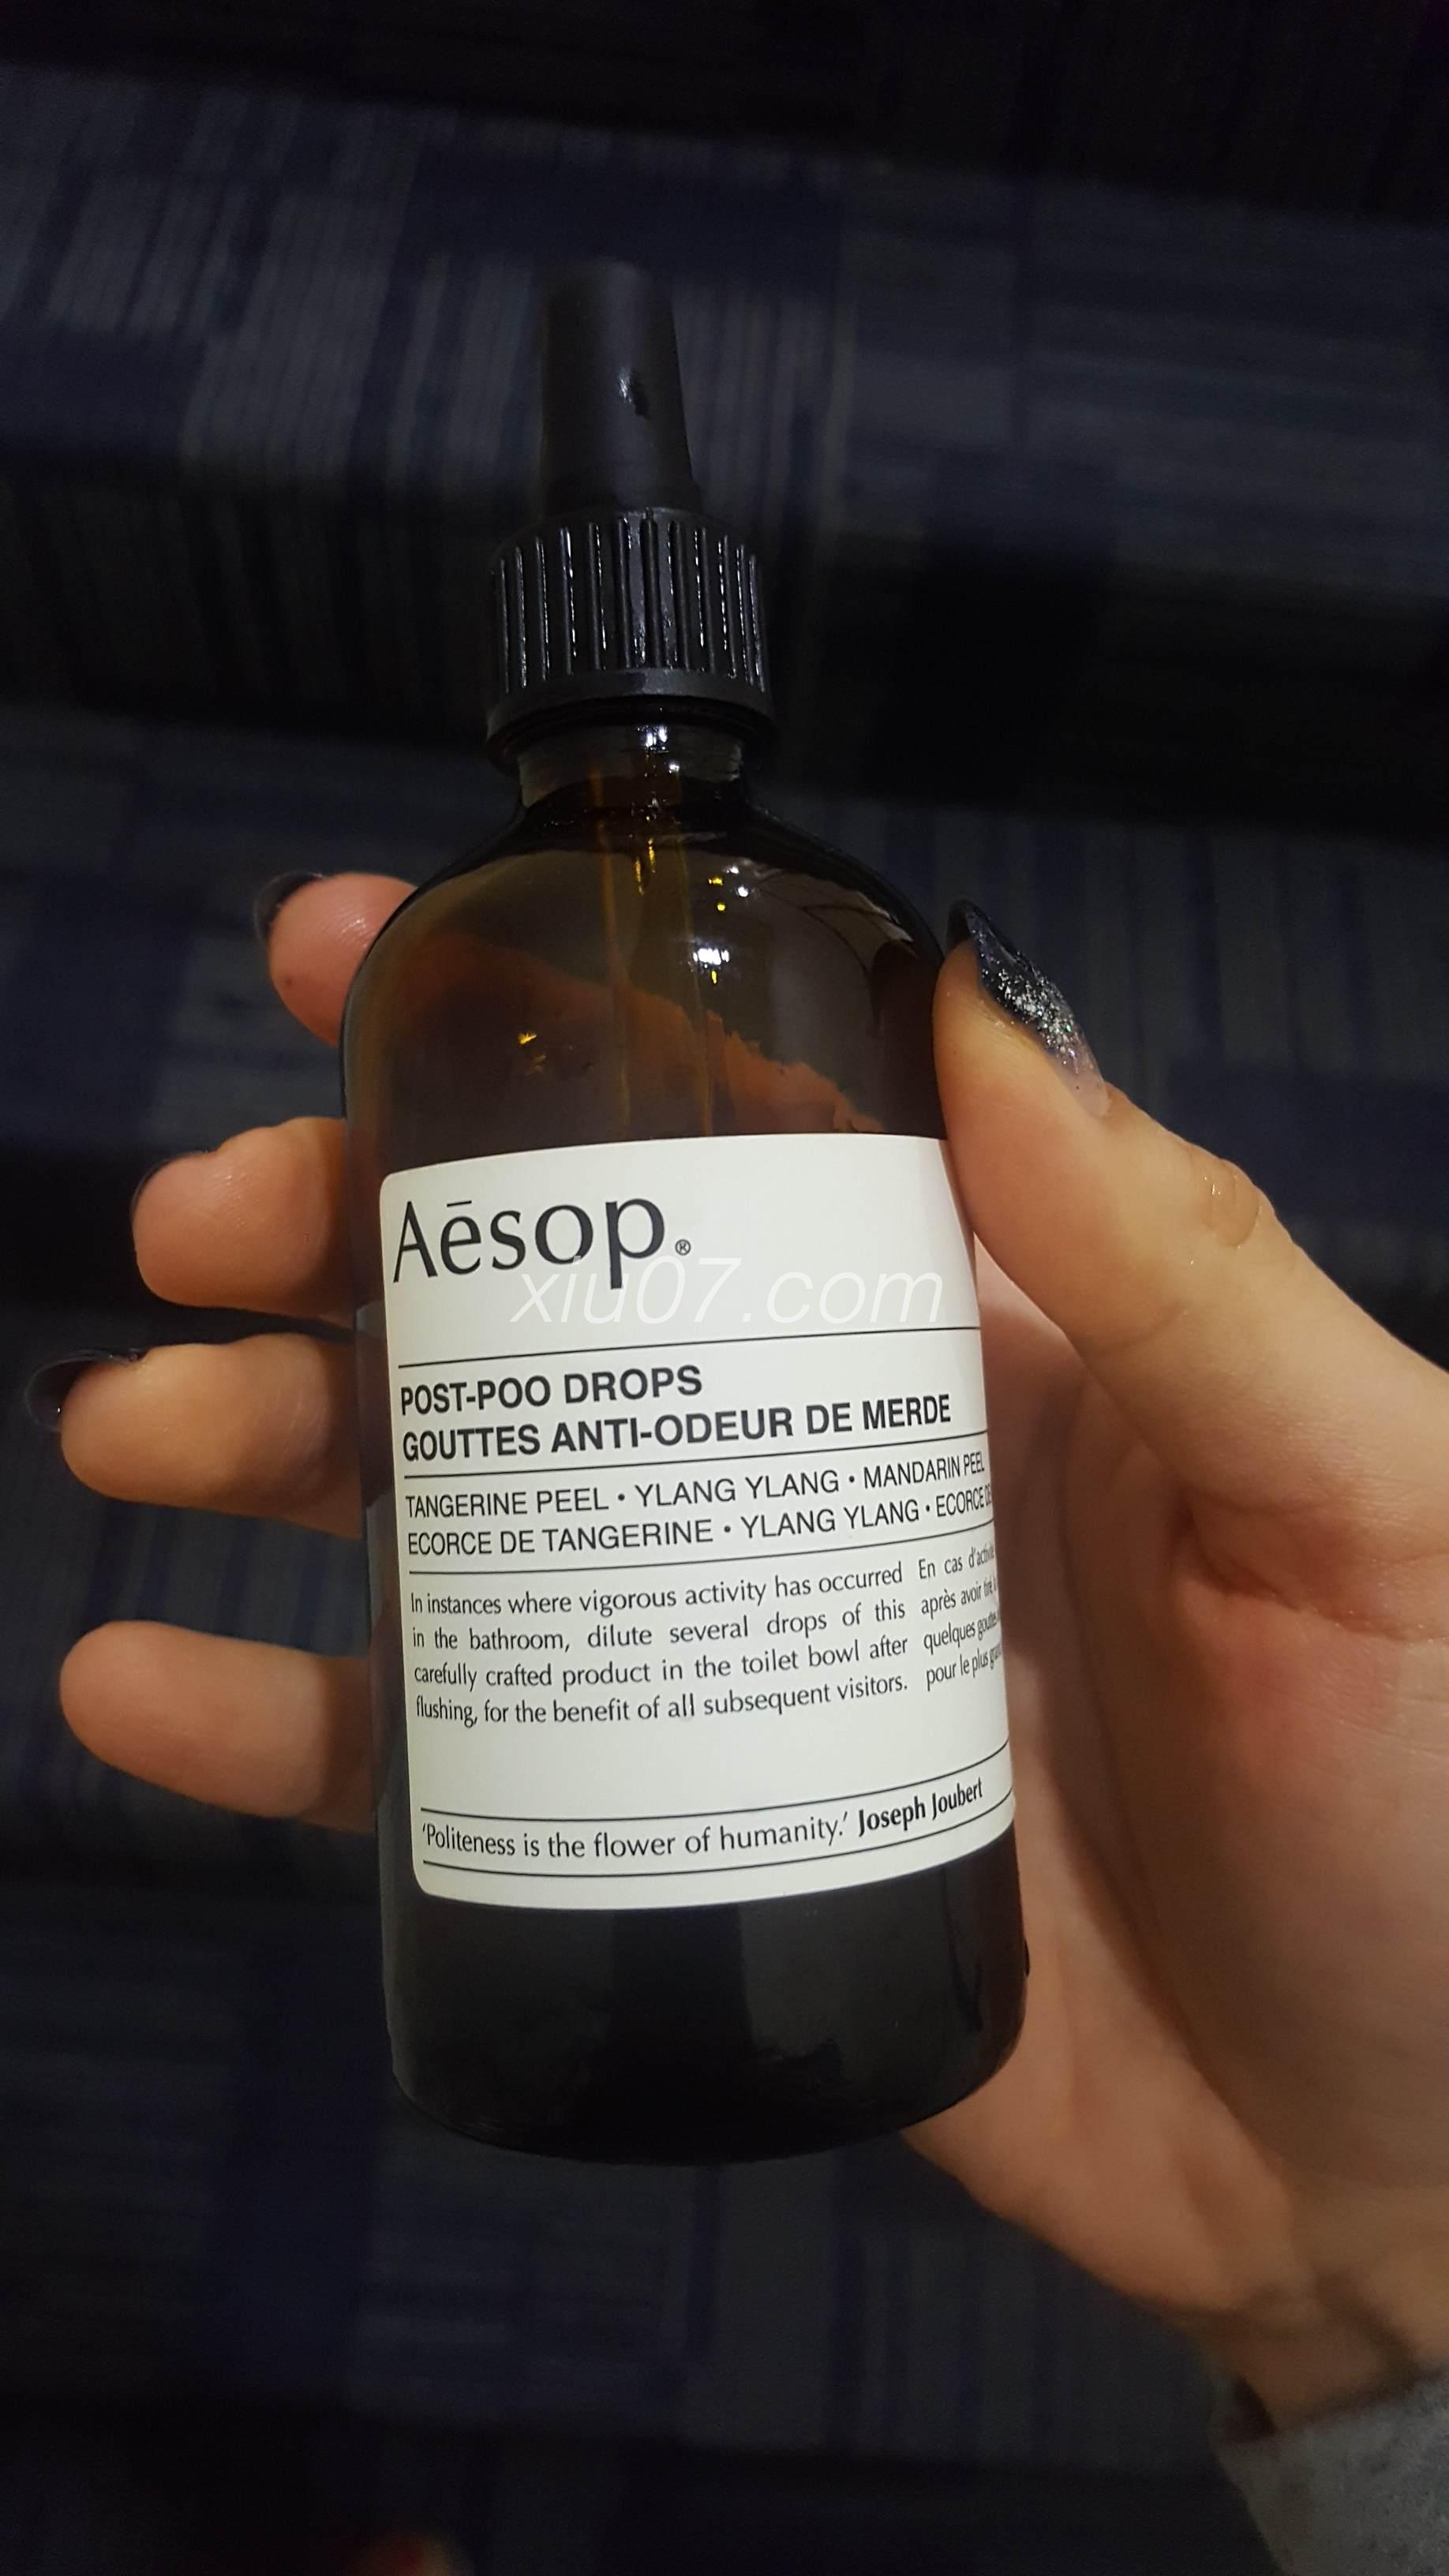 Aēsop®
xiu07.com
POST-POO DROPS
GOUTTES ANTI-ODEUR DE MERDE
TANGERINE PEEL • YLANG YLANG • MANDARIN PEEL
ECORCE DE TANGERINE • YLANG YLANG • ECORCE
In instances where vigorous activity has occurred
in the bathroom, dilute several drops of this
carefully crafted product in the toilet bowl after
flushing, for the benefit of all subsequent visitors.
En cas
après avoir
quelques
pour le plus
‘Politeness is the flower of humanity.’ Joseph Joubert